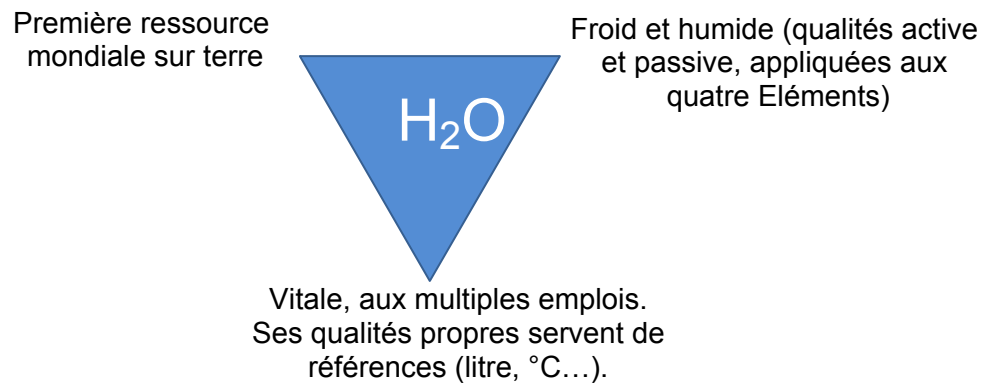 Première ressource
mondiale sur terre
Froid et humide (qualités active
et passive, appliquées aux
quatre Eléments)
H₂O
Vitale, aux multiples emplois.
Ses qualités propres servent de
références (litre, °C…).